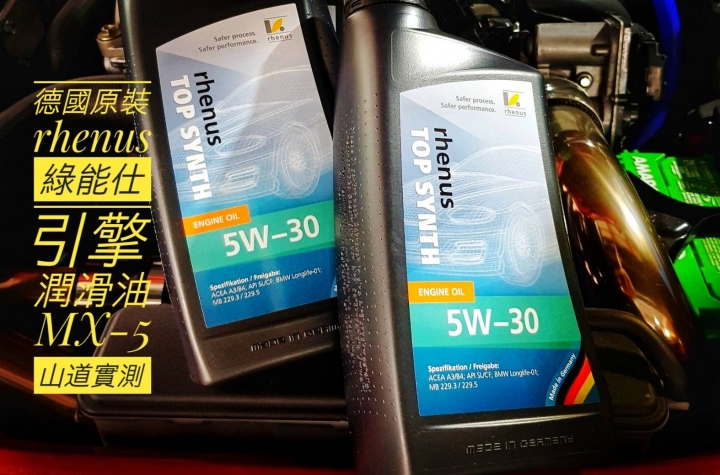 德國原裝
rhenus
綠能仕
引擎
潤滑油
MX-5
山道實測
Safer process.
Safer performance.
rhenus
rhenus
TOP SYNTH
ENGINE OIL
5W-30
Spezifikation / Freigabe:
ACEA A3/B4; API SL/CF; BMW Longlife-01;
MB 229.3 / 229.5
Safer process.
Safer performance.
rhenus
rhenus
TOP SYNTH
ENGINE OIL
5W-30
Spezifikation / Freigabe:
ACEA A3/B4; API SL/CF; BMW Longlife-01;
MB 229.3 / 229.5
Made in Germany
MADE IN GERMANY